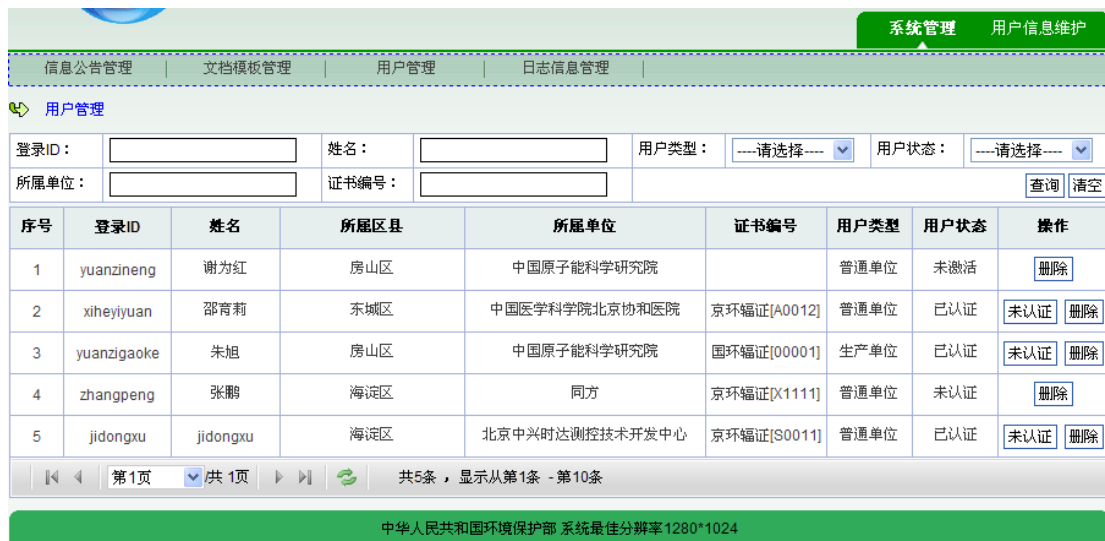 系统管理 用户信息维护
信息公告管理 | 文档模板管理 | 用户管理 | 日志信息管理 |
用户管理
登录ID： 姓名： 用户类型： ----请选择---- 用户状态： ----请选择----
所属单位： 证书编号： 查询 清空
序号 登录ID 姓名 所属区县 所属单位 证书编号 用户类型 用户状态 操作
1 yuanzineng 谢为红 房山区 中国原子能科学研究院 普通单位 未激活 删除
2 xiheyiyuan 邵育莉 东城区 中国医学科学院北京协和医院 京环辐证[A0012] 普通单位 已认证 未认证 删除
3 yuanzigaoke 朱旭 房山区 中国原子能科学研究院 国环辐证[00001] 生产单位 已认证 未认证 删除
4 zhangpeng 张鹏 海淀区 同方 京环辐证[X1111] 普通单位 未认证 删除
5 jidongxu jidongxu 海淀区 北京中兴时达测控技术开发中心 京环辐证[S0011] 普通单位 已认证 未认证 删除
第1页 /共 1页 共5条，显示从第1条 - 第10条
中华人民共和国环境保护部 系统最佳分辨率1280*1024